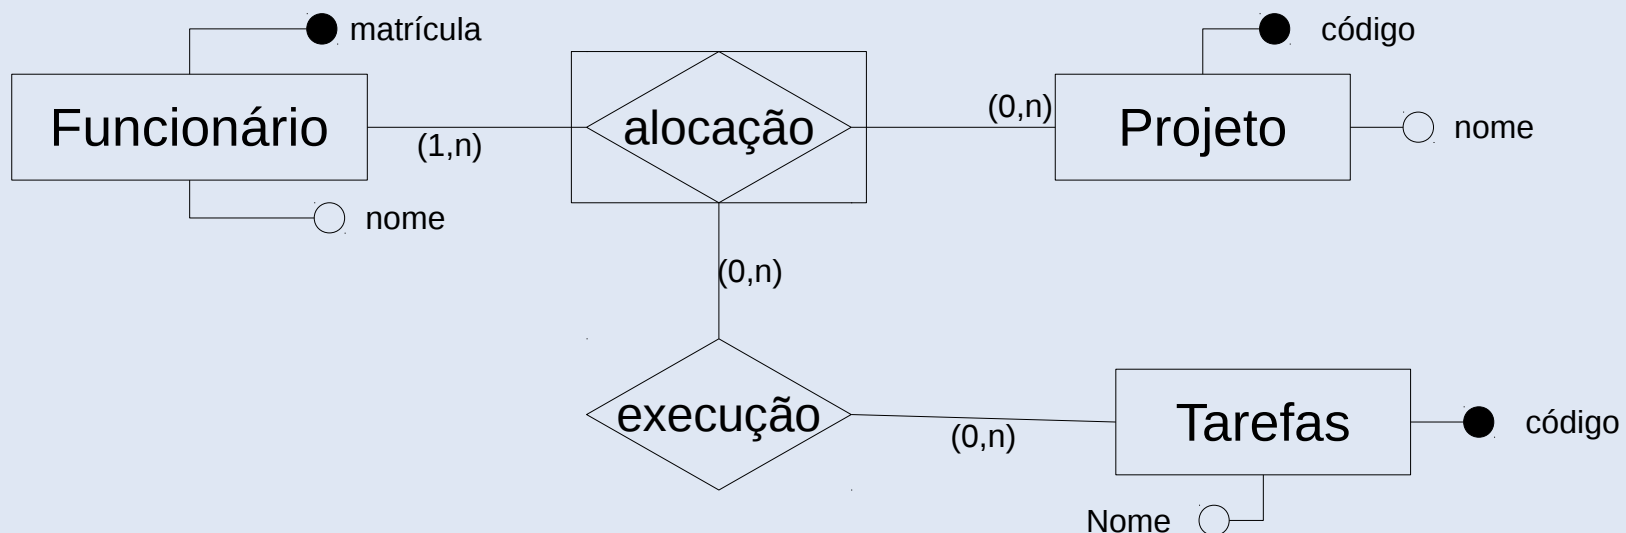 matrícula
código
Funcionário
(1,n)
alocação
(0,n)
Projeto
nome
nome
(0,n)
execução
(0,n)
Tarefas
código
Nome